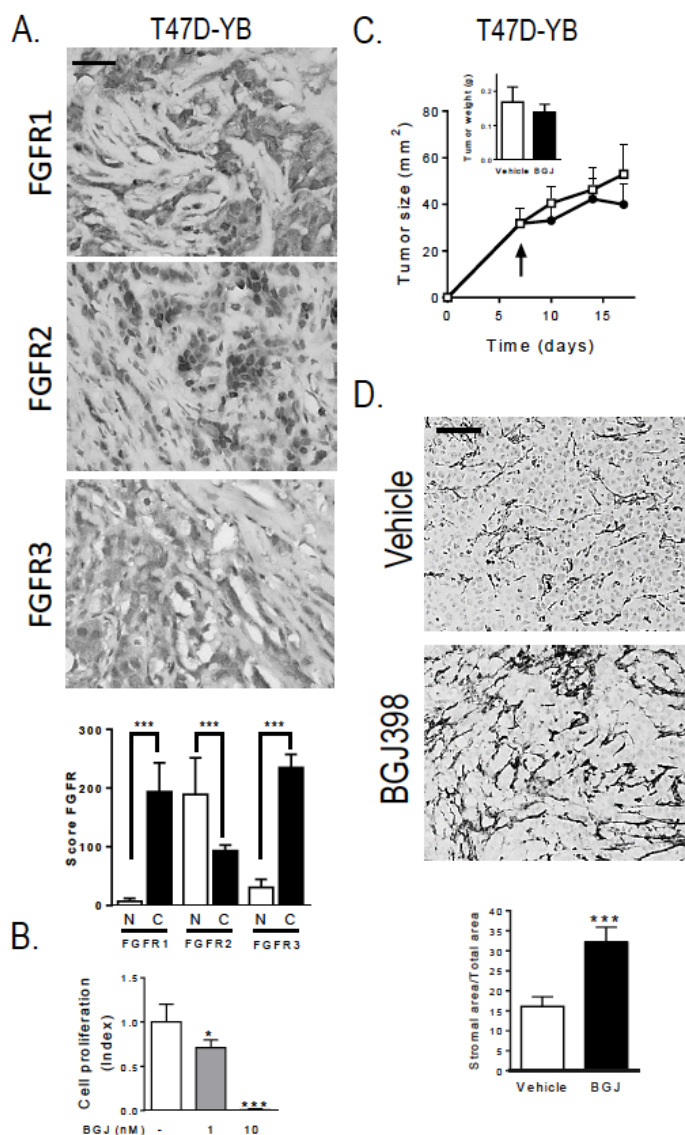 A.
T47D-YB
FGFR1
FGFR2
FGFR3
Score FGFR
300
200
100
0
*** *** ***
N C N C N C
FGFR1 FGFR2 FGFR3
B.
Cell proliferation
(Index)
1.5
1.0
0.5
0.0
*
***
BGJ (nM) - 1 10
C.
T47D-YB
Tumor size (mm²)
80
60
40
20
0
0 5 10 15
Time (days)
Tumor weight (g)
0.2
0.1
0.0
Vehicle BGJ
D.
Vehicle
BGJ398
Stromal area/Total area
40
35
30
25
20
15
10
5
0
***
Vehicle BGJ